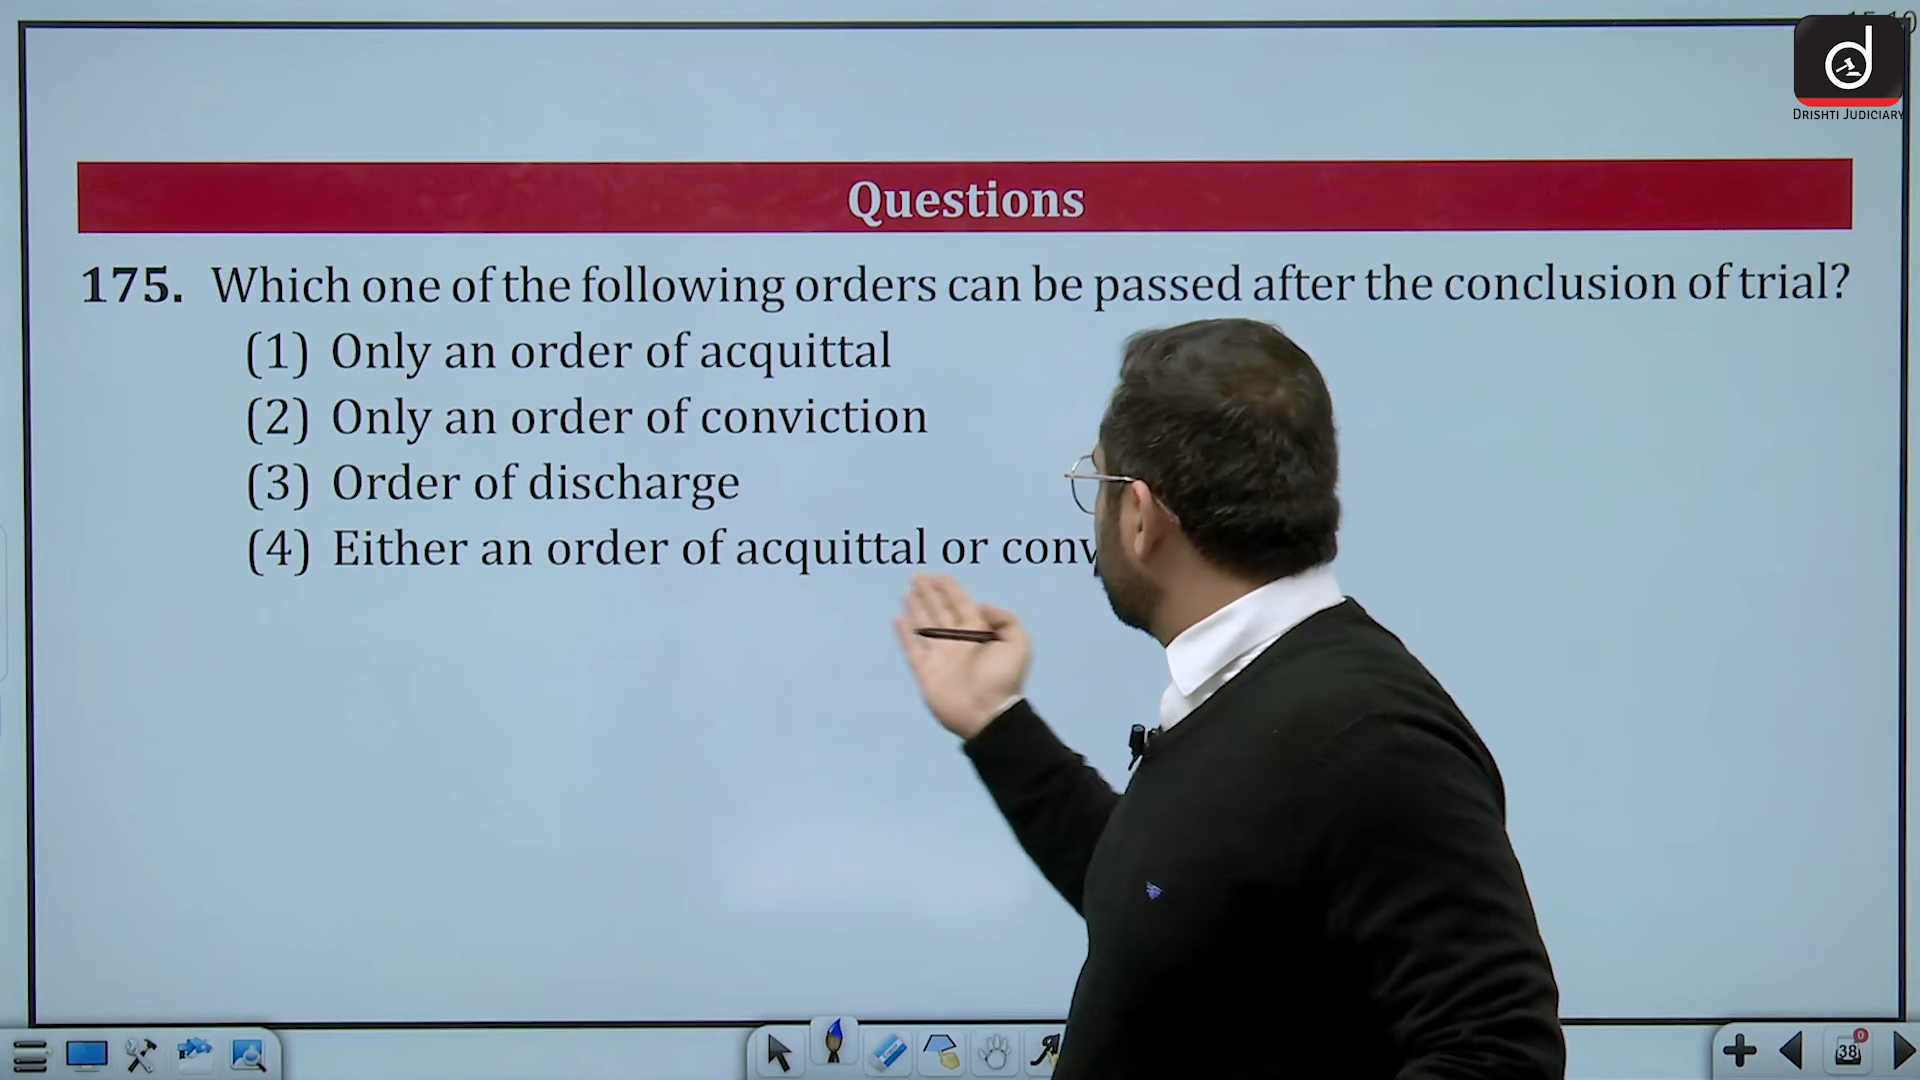 DRISHTI JUDICIARY
Questions
175. Which one of the following orders can be passed after the conclusion of trial?
(1) Only an order of acquittal
(2) Only an order of conviction
(3) Order of discharge
(4) Either an order of acquittal or
38
0